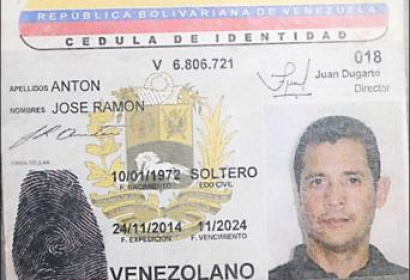 REPÚBLICA BOLIVARIANA DE VENEZUELA
CEDULA DE IDENTIDAD
V 6.806.721
018
Juan Dugarte
Director
APELLIDOS ANTON
NOMBRES JOSE RAMON
FIRMA TITULAR
10/01/1972 SOLTERO
F. NACIMIENTO EDO CIVIL
24/11/2014 11/2024
F. EXPEDICION F. VENCIMIENTO
VENEZOLANO